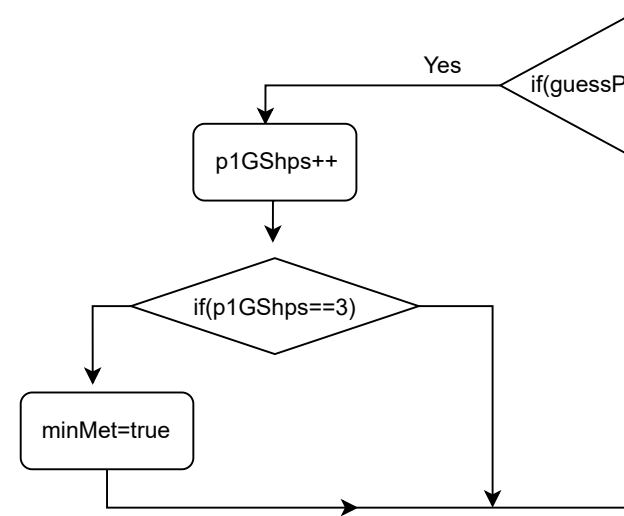 Yes
if(guessP
p1GShps++
if(p1GShps==3)
minMet=true